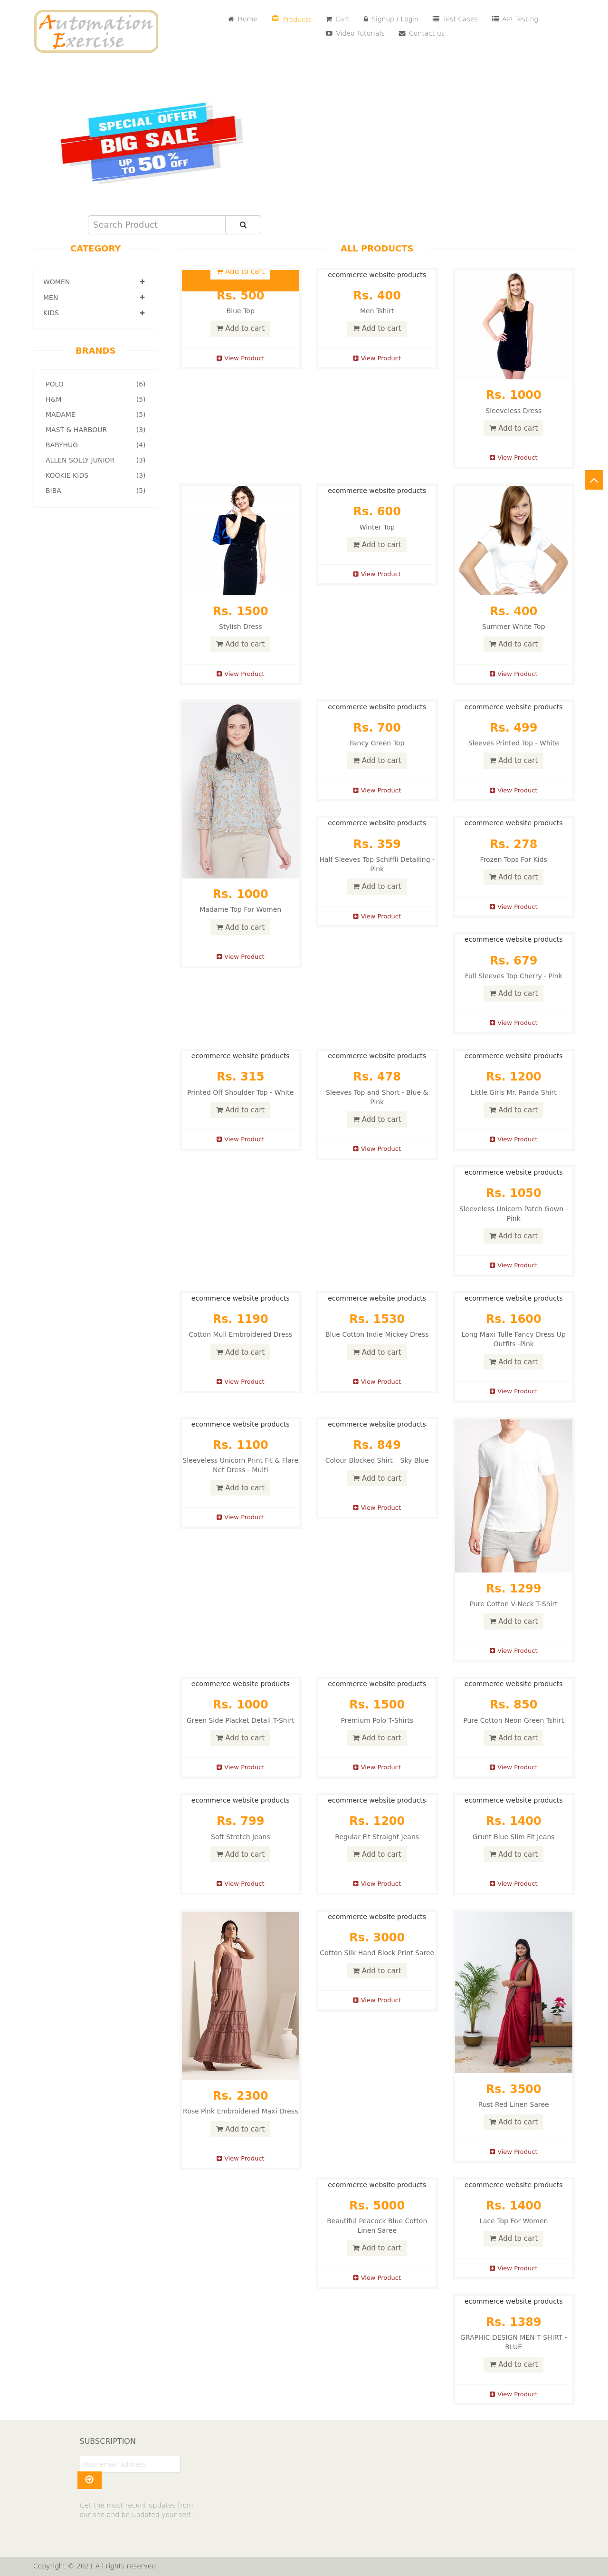 Automation
Exercise
Home
Products
Cart
Signup / Login
Test Cases
API Testing
Video Tutorials
Contact us
SPECIAL OFFER
BIG SALE
UP TO 50% OFF
Search Product
CATEGORY
WOMEN
MEN
KIDS
BRANDS
POLO (6)
H&M (5)
MADAME (5)
MAST & HARBOUR (3)
BABYHUG (4)
ALLEN SOLLY JUNIOR (3)
KOOKIE KIDS (3)
BIBA (5)
ALL PRODUCTS
Add to cart
Rs. 500
Blue Top
Add to cart
View Product
ecommerce website products
Rs. 400
Men Tshirt
Add to cart
View Product
Rs. 1000
Sleeveless Dress
Add to cart
View Product
Rs. 1500
Stylish Dress
Add to cart
View Product
ecommerce website products
Rs. 600
Winter Top
Add to cart
View Product
Rs. 400
Summer White Top
Add to cart
View Product
Rs. 1000
Madame Top For Women
Add to cart
View Product
ecommerce website products
Rs. 700
Fancy Green Top
Add to cart
View Product
ecommerce website products
Rs. 499
Sleeves Printed Top - White
Add to cart
View Product
ecommerce website products
Rs. 359
Half Sleeves Top Schiffli Detailing -
Pink
Add to cart
View Product
ecommerce website products
Rs. 278
Frozen Tops For Kids
Add to cart
View Product
ecommerce website products
Rs. 679
Full Sleeves Top Cherry - Pink
Add to cart
View Product
ecommerce website products
Rs. 315
Printed Off Shoulder Top - White
Add to cart
View Product
ecommerce website products
Rs. 478
Sleeves Top and Short - Blue &
Pink
Add to cart
View Product
ecommerce website products
Rs. 1200
Little Girls Mr. Panda Shirt
Add to cart
View Product
ecommerce website products
Rs. 1050
Sleeveless Unicorn Patch Gown -
Pink
Add to cart
View Product
ecommerce website products
Rs. 1190
Cotton Mull Embroidered Dress
Add to cart
View Product
ecommerce website products
Rs. 1530
Blue Cotton Indie Mickey Dress
Add to cart
View Product
ecommerce website products
Rs. 1600
Long Maxi Tulle Fancy Dress Up
Outfits -Pink
Add to cart
View Product
ecommerce website products
Rs. 1100
Sleeveless Unicorn Print Fit & Flare
Net Dress - Multi
Add to cart
View Product
ecommerce website products
Rs. 849
Colour Blocked Shirt – Sky Blue
Add to cart
View Product
Rs. 1299
Pure Cotton V-Neck T-Shirt
Add to cart
View Product
ecommerce website products
Rs. 1000
Green Side Placket Detail T-Shirt
Add to cart
View Product
ecommerce website products
Rs. 1500
Premium Polo T-Shirts
Add to cart
View Product
ecommerce website products
Rs. 850
Pure Cotton Neon Green Tshirt
Add to cart
View Product
ecommerce website products
Rs. 799
Soft Stretch Jeans
Add to cart
View Product
ecommerce website products
Rs. 1200
Regular Fit Straight Jeans
Add to cart
View Product
ecommerce website products
Rs. 1400
Grunt Blue Slim Fit Jeans
Add to cart
View Product
Rs. 2300
Rose Pink Embroidered Maxi Dress
Add to cart
View Product
ecommerce website products
Rs. 3000
Cotton Silk Hand Block Print Saree
Add to cart
View Product
Rs. 3500
Rust Red Linen Saree
Add to cart
View Product
ecommerce website products
Rs. 5000
Beautiful Peacock Blue Cotton
Linen Saree
Add to cart
View Product
ecommerce website products
Rs. 1400
Lace Top For Women
Add to cart
View Product
ecommerce website products
Rs. 1389
GRAPHIC DESIGN MEN T SHIRT -
BLUE
Add to cart
View Product
SUBSCRIPTION
Your email address
Get the most recent updates from
our site and be updated your self...
Copyright © 2021 All rights reserved